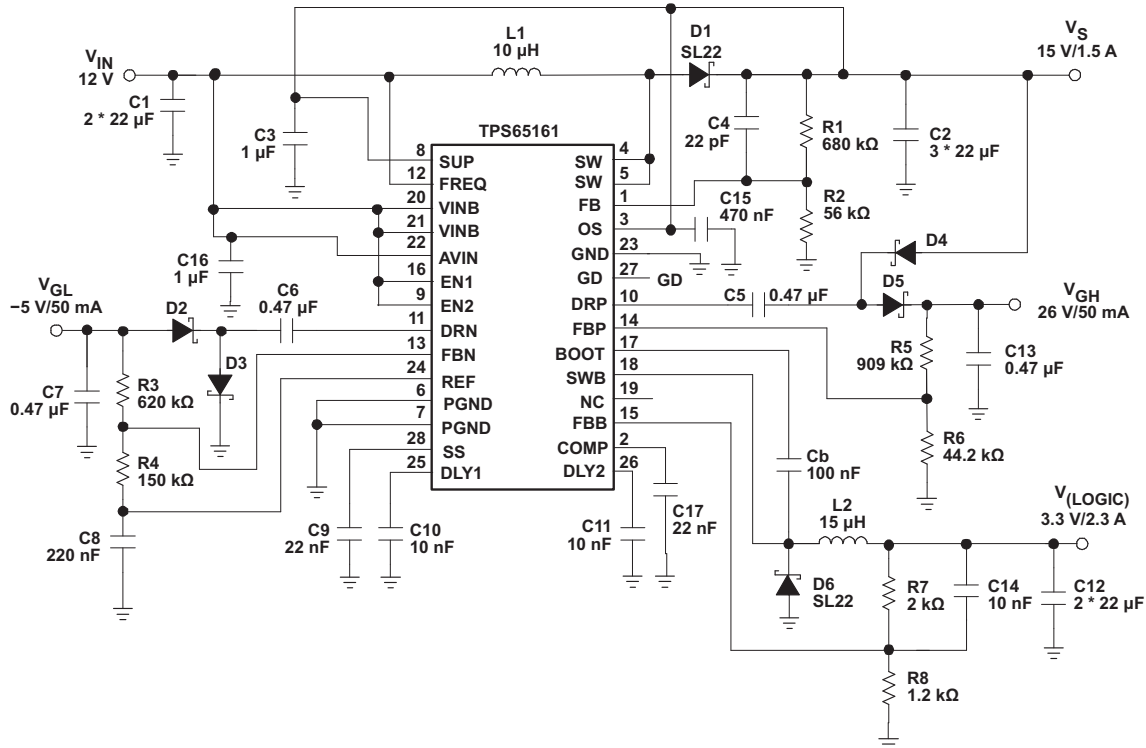 V_IN
12 V
C1
2 * 22 µF
C3
1 µF
L1
10 µH
D1
SL22
V_S
15 V/1.5 A
C4
22 pF
R1
680 kΩ
C2
3 * 22 µF
R2
56 kΩ
C15
470 nF
TPS65161
8 SUP
12 FREQ
20 VINB
21 VINB
22 AVIN
16 EN1
9 EN2
11 DRN
13 FBN
24 REF
6 PGND
7 PGND
28 SS
25 DLY1
SW 4
SW 5
FB 1
OS 3
GND 23
GD 27 GD
DRP 10
FBP 14
BOOT 17
SWB 18
NC 19
FBB 15
COMP 2
DLY2 26
C16
1 µF
V_GL
−5 V/50 mA
D2
C6
0.47 µF
D3
C7
0.47 µF
R3
620 kΩ
R4
150 kΩ
C8
220 nF
C9
22 nF
C10
10 nF
C11
10 nF
C17
22 nF
D4
C5
0.47 µF
D5
V_GH
26 V/50 mA
R5
909 kΩ
C13
0.47 µF
R6
44.2 kΩ
Cb
100 nF
L2
15 µH
V_(LOGIC)
3.3 V/2.3 A
D6
SL22
R7
2 kΩ
C14
10 nF
C12
2 * 22 µF
R8
1.2 kΩ